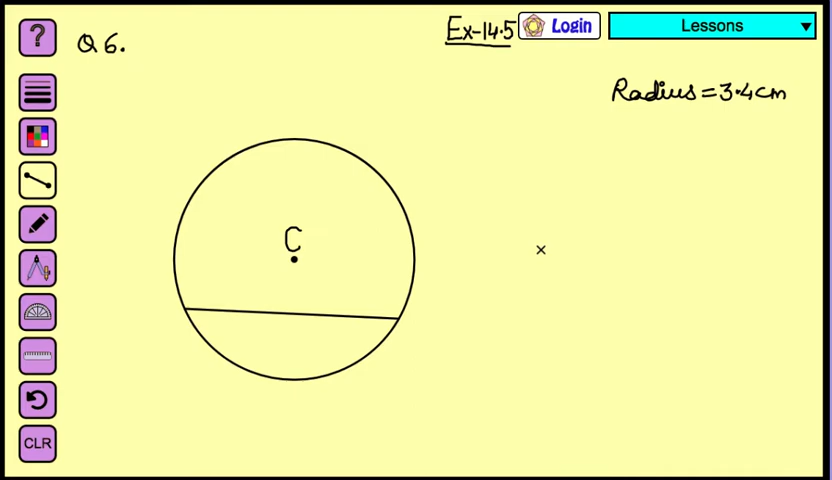 Ex-14.5
Login
Lessons
?
Q 6.
Radius = 3.4cm
C
CLR